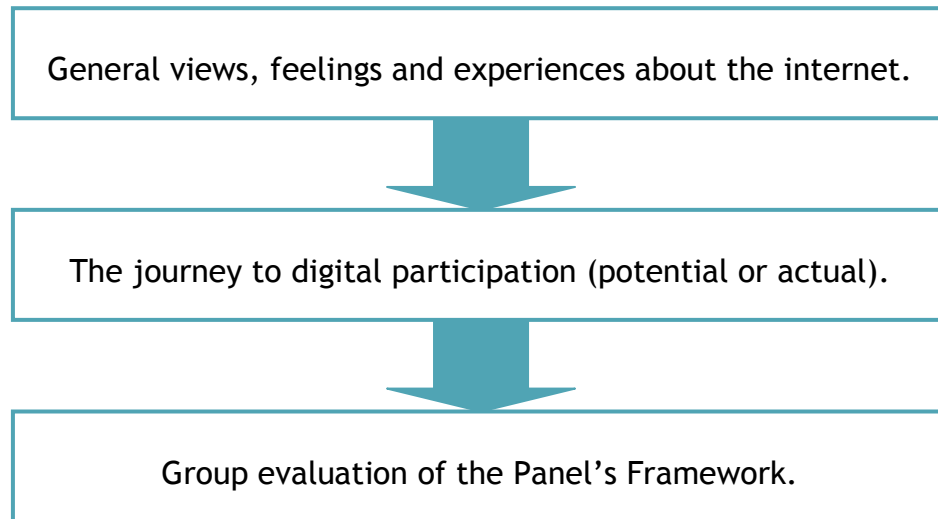 General views, feelings and experiences about the internet.
The journey to digital participation (potential or actual).
Group evaluation of the Panel’s Framework.